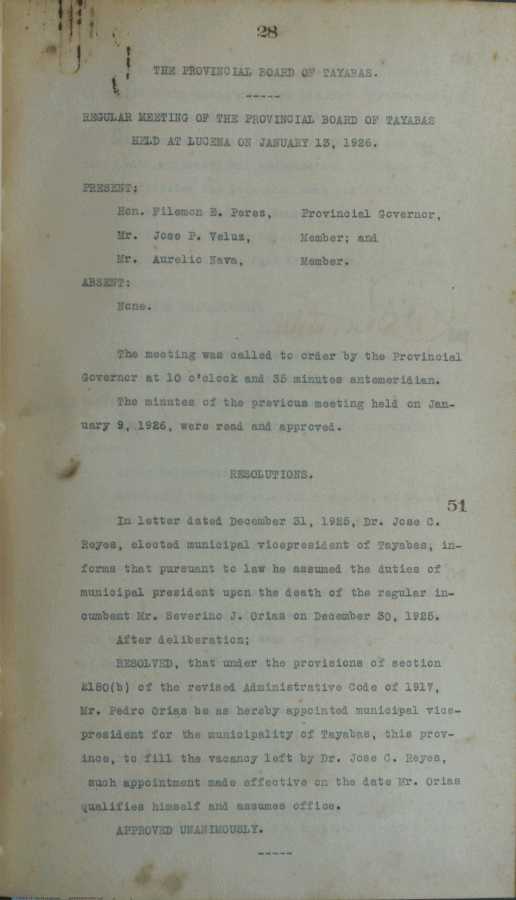 28
THE PROVINCIAL BOARD OF TAYABAS.
-----
REGULAR MEETING OF THE PROVINCIAL BOARD OF TAYABAS
HELD AT LUCENA ON JANUARY 13, 1926.
PRESENT:
Hon. Filemon E. Perez, Provincial Governor,
Mr. Jose P. Veluz, Member; and
Mr. Aurelio Nava, Member.
ABSENT:
None.
The meeting was called to order by the Provincial
Governor at 10 o'clock and 35 minutes antemeridian.
The minutes of the previous meeting held on Jan-
uary 9, 1926, were read and approved.
RESOLUTIONS.
51
In letter dated December 31, 1925, Dr. Jose C.
Reyes, elected municipal vicepresident of Tayabas, in-
forms that pursuant to law he assumed the duties of
municipal president upon the death of the regular in-
cumbent Mr. Severino J. Orias on December 30, 1925.
After deliberation;
RESOLVED, that under the provisions of section
2180(b) of the revised Administrative Code of 1917,
Mr. Pedro Orias be as hereby appointed municipal vice-
president for the municipality of Tayabas, this prov-
ince, to fill the vacancy left by Dr. Jose C. Reyes,
such appointment made effective on the date Mr. Orias
qualifies himself and assumes office.
APPROVED UNANIMOUSLY.
-----